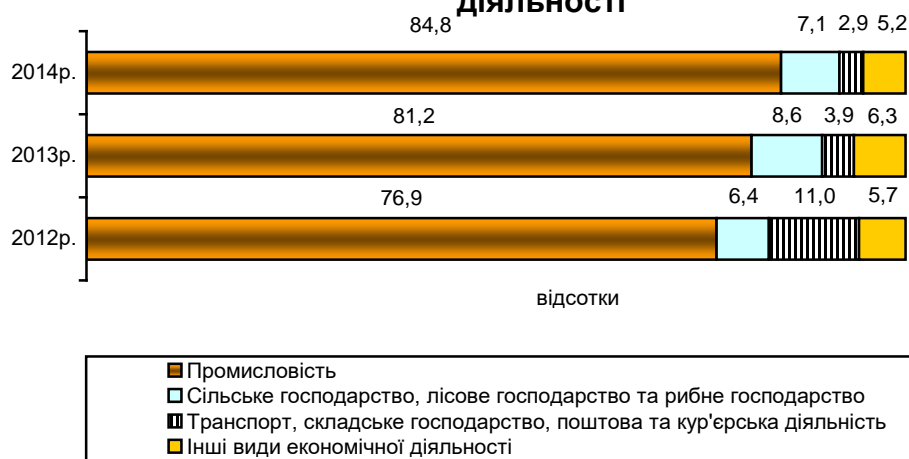 діяльності
84,8 7,1 2,9 5,2
2014р.
81,2 8,6 3,9 6,3
2013р.
76,9 6,4 11,0 5,7
2012р.
відсотки
Промисловість
Сільське господарство, лісове господарство та рибне господарство
Транспорт, складське господарство, поштова та кур'єрська діяльність
Інші види економічної діяльності